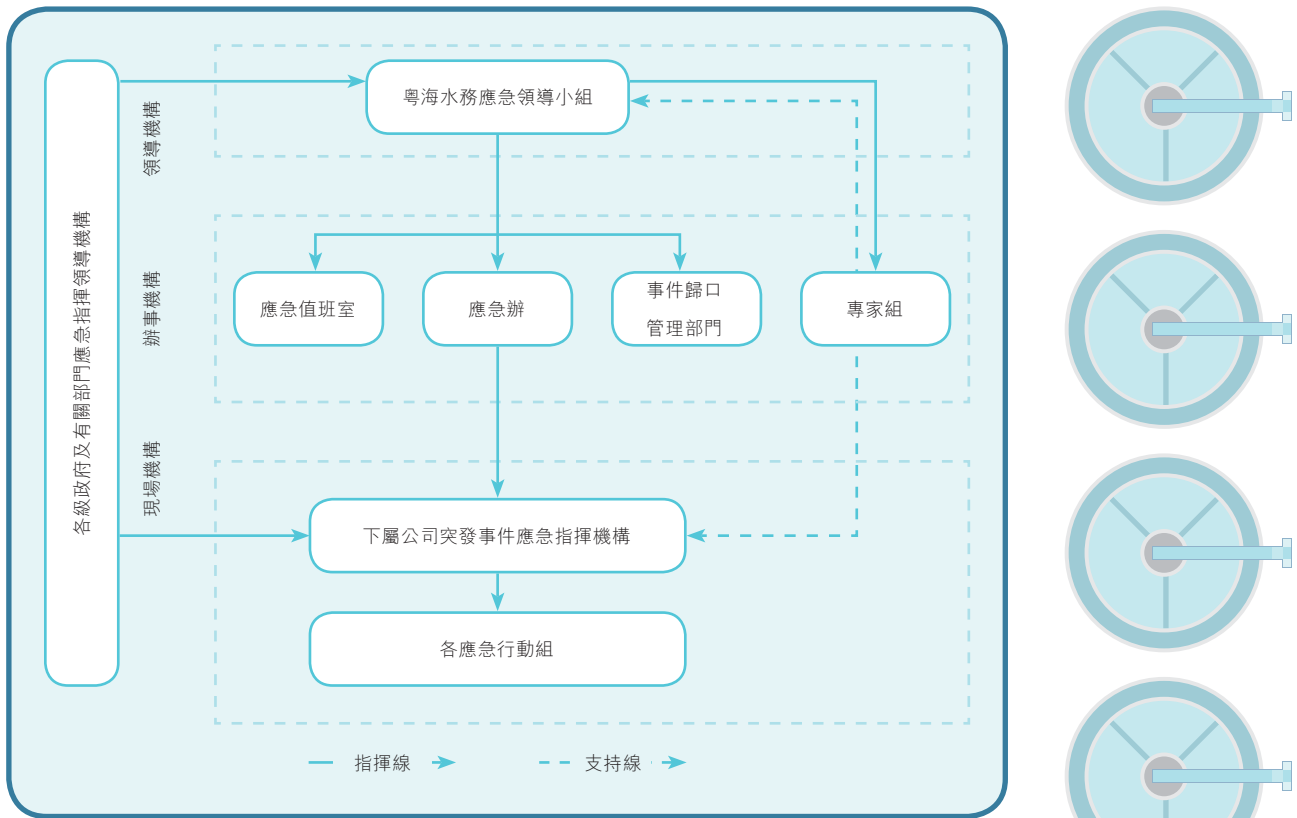 各級政府及有關部門應急指揮領導機構
領導機構
粵海水務應急領導小組
辦事機構
應急值班室
應急辦
事件歸口
管理部門
專家組
現場機構
下屬公司突發事件應急指揮機構
各應急行動組
指揮線
支持線